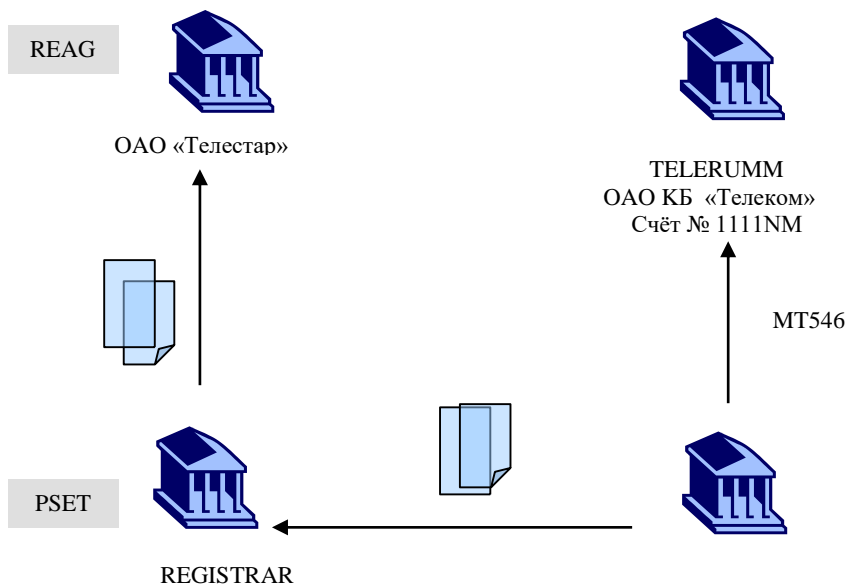 REAG
ОАО «Телестар»
TELERUMM
ОАО КБ «Телеком»
Счёт № 1111NM
MT546
PSET
REGISTRAR